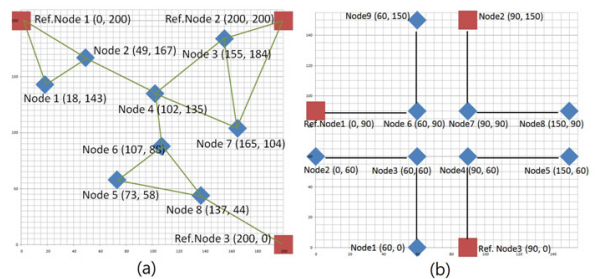 Ref.Node 1 (0, 200)
Ref.Node 2 (200, 200)
Node 2 (49, 167)
Node 3 (155, 184)
Node 1 (18, 143)
Node 4 (102, 135)
Node 7 (165, 104)
Node 6 (107, 85)
Node 5 (73, 58)
Node 8 (137, 44)
Ref.Node 3 (200, 0)
(a)
Node9 (60, 150)
Node2 (90, 150)
Ref.Node1 (0, 90)
Node 6 (60, 90)
Node7 (90, 90)
Node8 (150, 90)
Node2 (0, 60)
Node3 (60, 60)
Node4 (90, 60)
Node5 (150, 60)
Node1 (60, 0)
Ref. Node3 (90, 0)
(b)